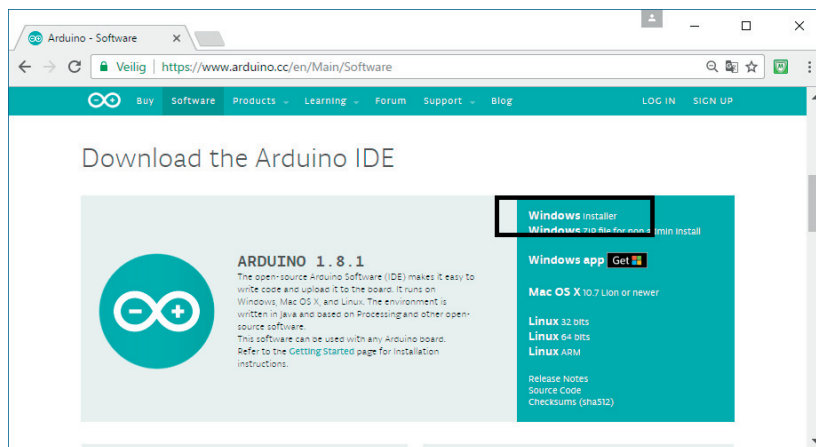 Arduino - Software
Veilig | https://www.arduino.cc/en/Main/Software
Buy Software Products Learning Forum Support Blog LOG IN SIGN UP
Download the Arduino IDE
ARDUINO 1.8.1
The open-source Arduino Software (IDE) makes it easy to
write code and upload it to the board. It runs on
Windows, Mac OS X, and Linux. The environment is
written in Java and based on Processing and other open-
source software.
This software can be used with any Arduino board.
Refer to the Getting Started page for Installation
instructions.
Windows Installer
Windows ZIP file for non admin install
Windows app Get
Mac OS X 10.7 Lion or newer
Linux 32 bits
Linux 64 bits
Linux ARM
Release Notes
Source Code
Checksums (sha512)